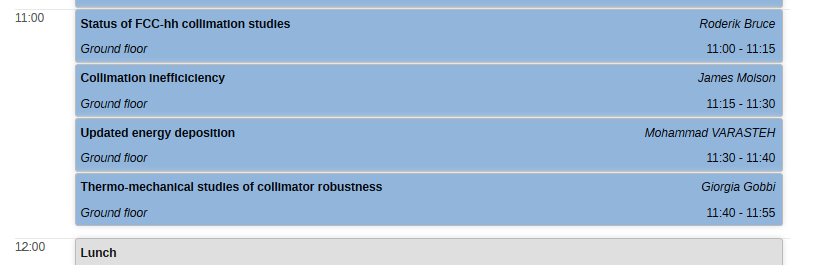 11:00
Status of FCC-hh collimation studies Roderik Bruce
Ground floor 11:00 - 11:15
Collimation inefficiciency James Molson
Ground floor 11:15 - 11:30
Updated energy deposition Mohammad VARASTEH
Ground floor 11:30 - 11:40
Thermo-mechanical studies of collimator robustness Giorgia Gobbi
Ground floor 11:40 - 11:55
12:00
Lunch